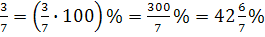 3/7 = (3/7 · 100) % = 300/7 % = 42 6/7 %